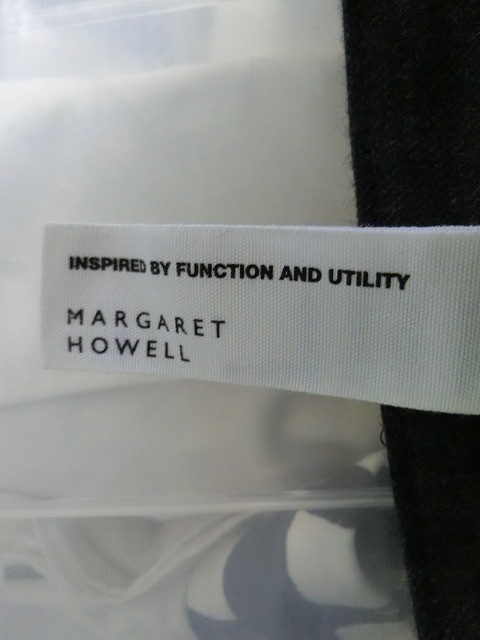 INSPIRED BY FUNCTION AND UTILITY
MARGARET
HOWELL